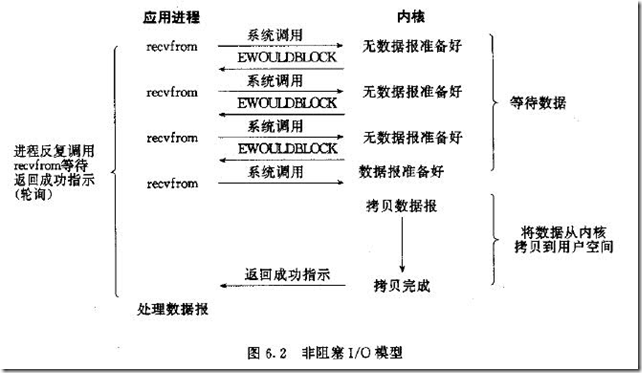 应用进程
内核
recvfrom
系统调用
无数据报准备好
EWOULDBLOCK
recvfrom
系统调用
无数据报准备好
EWOULDBLOCK
等待数据
recvfrom
系统调用
无数据报准备好
EWOULDBLOCK
进程反复调用
recvfrom等待
返回成功指示
(轮询)
recvfrom
系统调用
数据报准备好
拷贝数据报
将数据从内核
拷贝到用户空间
返回成功指示
拷贝完成
处理数据报
图 6.2 非阻塞 I/O 模型